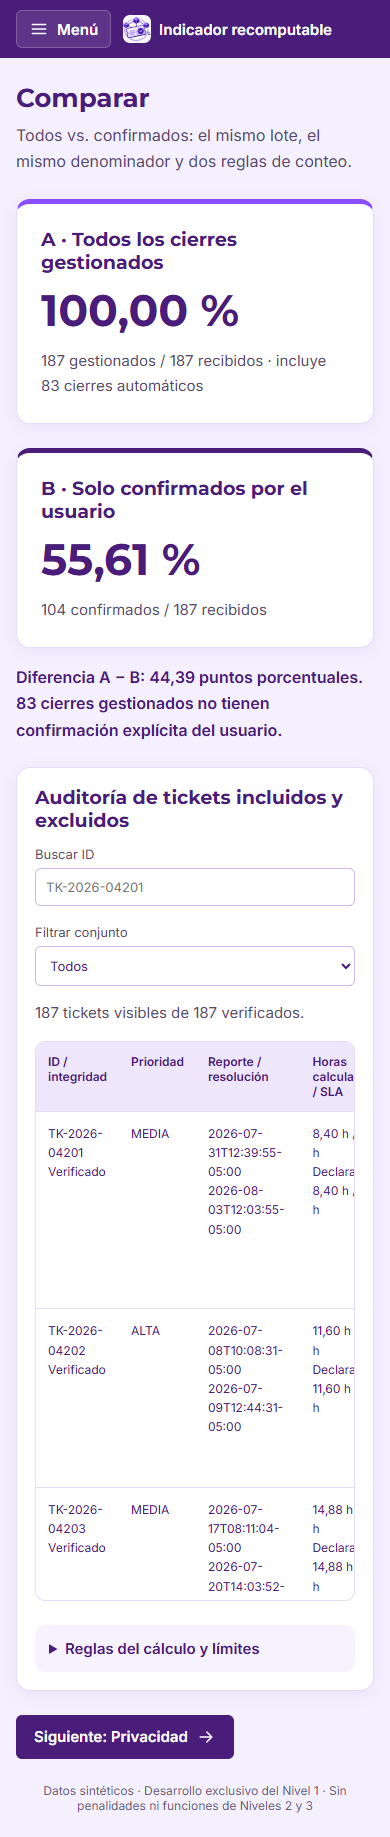 Menú
Indicador recomputable
Comparar
Todos vs. confirmados: el mismo lote, el
mismo denominador y dos reglas de conteo.
A · Todos los cierres
gestionados
100,00 %
187 gestionados / 187 recibidos · incluye
83 cierres automáticos
B · Solo confirmados por el
usuario
55,61 %
104 confirmados / 187 recibidos
Diferencia A − B: 44,39 puntos porcentuales.
83 cierres gestionados no tienen
confirmación explícita del usuario.
Auditoría de tickets incluidos y
excluidos
Buscar ID
TK-2026-04201
Filtrar conjunto
Todos
187 tickets visibles de 187 verificados.
ID /
integridad
Prioridad
Reporte /
resolución
Horas
calcula
/ SLA
TK-2026-
04201
Verificado
MEDIA
2026-07-
31T12:39:55-
05:00
2026-08-
03T12:03:55-
05:00
8,40 h /
h
Declara
8,40 h /
h
TK-2026-
04202
Verificado
ALTA
2026-07-
08T10:08:31-
05:00
2026-07-
09T12:44:31-
05:00
11,60 h
h
Declara
11,60 h
h
TK-2026-
04203
Verificado
MEDIA
2026-07-
17T08:11:04-
05:00
2026-07-
20T14:03:52-
14,88 h
h
Declara
14,88 h
h
Reglas del cálculo y límites
Siguiente: Privacidad →
Datos sintéticos · Desarrollo exclusivo del Nivel 1 · Sin
penalidades ni funciones de Niveles 2 y 3